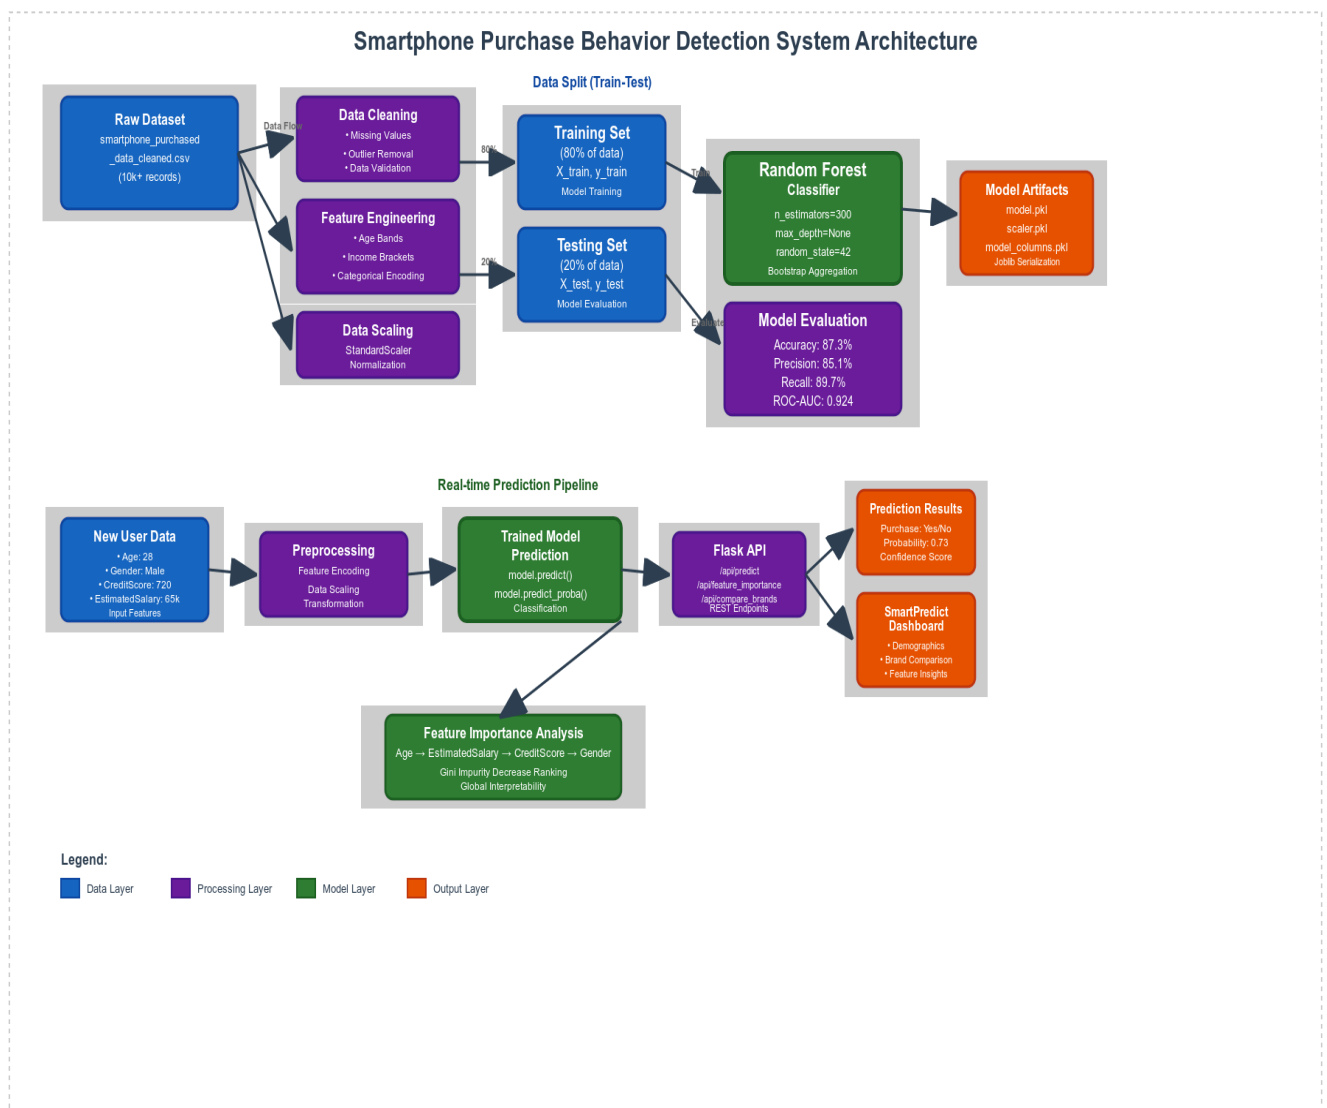 Smartphone Purchase Behavior Detection System Architecture
Data Split (Train-Test)
Raw Dataset
smartphone_purchased
_data_cleaned.csv
(10k+ records)
Data Flow
Data Cleaning
• Missing Values
• Outlier Removal
• Data Validation
Feature Engineering
• Age Bands
• Income Brackets
• Categorical Encoding
Data Scaling
StandardScaler
Normalization
80%
20%
Training Set
(80% of data)
X_train, y_train
Model Training
Testing Set
(20% of data)
X_test, y_test
Model Evaluation
Train
Evaluate
Random Forest
Classifier
n_estimators=300
max_depth=None
random_state=42
Bootstrap Aggregation
Model Evaluation
Accuracy: 87.3%
Precision: 85.1%
Recall: 89.7%
ROC-AUC: 0.924
Model Artifacts
model.pkl
scaler.pkl
model_columns.pkl
Joblib Serialization
Real-time Prediction Pipeline
New User Data
• Age: 28
• Gender: Male
• CreditScore: 720
• EstimatedSalary: 65k
Input Features
Preprocessing
Feature Encoding
Data Scaling
Transformation
Trained Model
Prediction
model.predict()
model.predict_proba()
Classification
Flask API
/api/predict
/api/feature_importance
/api/compare_brands
REST Endpoints
Prediction Results
Purchase: Yes/No
Probability: 0.73
Confidence Score
SmartPredict
Dashboard
• Demographics
• Brand Comparison
• Feature Insights
Feature Importance Analysis
Age → EstimatedSalary → CreditScore → Gender
Gini Impurity Decrease Ranking
Global Interpretability
Legend:
Data Layer
Processing Layer
Model Layer
Output Layer